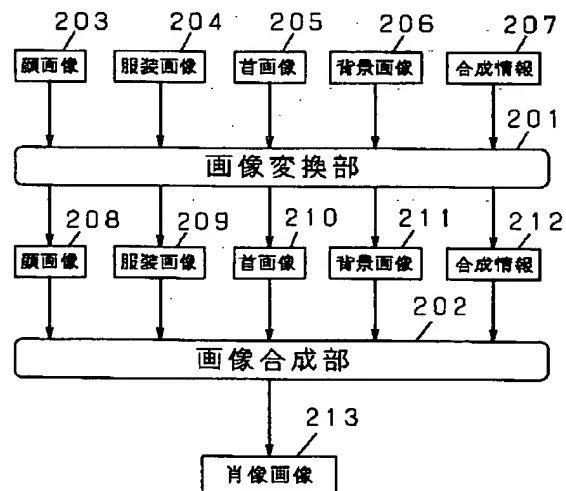 203 204 205 206 207
顔画像 服装画像 首画像 背景画像 合成情報
201
画像変換部
208 209 210 211 212
顔画像 服装画像 首画像 背景画像 合成情報
202
画像合成部
213
肖像画像